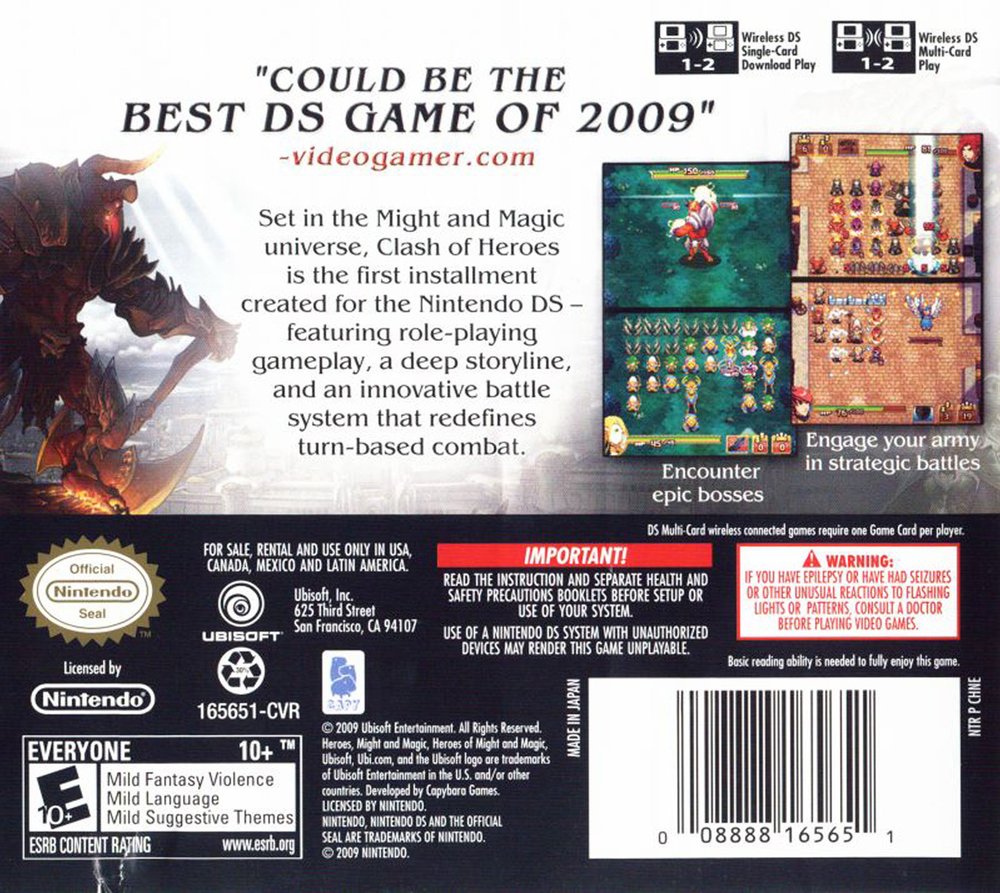 Wireless DS
Single-Card
Download Play
1-2
Wireless DS
Multi-Card
Play
1-2
"COULD BE THE
BEST DS GAME OF 2009"
-videogamer.com
Set in the Might and Magic
universe, Clash of Heroes
is the first installment
created for the Nintendo DS –
featuring role-playing
gameplay, a deep storyline,
and an innovative battle
system that redefines
turn-based combat.
Encounter
epic bosses
Engage your army
in strategic battles
DS Multi-Card wireless connected games require one Game Card per player.
Official
Nintendo
Seal
TM
Licensed by
Nintendo®
FOR SALE, RENTAL AND USE ONLY IN USA,
CANADA, MEXICO AND LATIN AMERICA.
UBISOFT®
Ubisoft, Inc.
625 Third Street
San Francisco, CA 94107
50%
165651-CVR
CAPY
IMPORTANT!
READ THE INSTRUCTION AND SEPARATE HEALTH AND
SAFETY PRECAUTIONS BOOKLETS BEFORE SETUP OR
USE OF YOUR SYSTEM.
USE OF A NINTENDO DS SYSTEM WITH UNAUTHORIZED
DEVICES MAY RENDER THIS GAME UNPLAYABLE.
WARNING:
IF YOU HAVE EPILEPSY OR HAVE HAD SEIZURES
OR OTHER UNUSUAL REACTIONS TO FLASHING
LIGHTS OR PATTERNS, CONSULT A DOCTOR
BEFORE PLAYING VIDEO GAMES.
Basic reading ability is needed to fully enjoy this game.
EVERYONE 10+ ™
E
10+
Mild Fantasy Violence
Mild Language
Mild Suggestive Themes
ESRB CONTENT RATING www.esrb.org
© 2009 Ubisoft Entertainment. All Rights Reserved.
Heroes, Might and Magic, Heroes of Might and Magic,
Ubisoft, Ubi.com, and the Ubisoft logo are trademarks
of Ubisoft Entertainment in the U.S. and/or other
countries. Developed by Capybara Games.
LICENSED BY NINTENDO.
NINTENDO, NINTENDO DS AND THE OFFICIAL
SEAL ARE TRADEMARKS OF NINTENDO.
© 2009 NINTENDO.
MADE IN JAPAN
NTR P CHNE
0 08888 16565 1